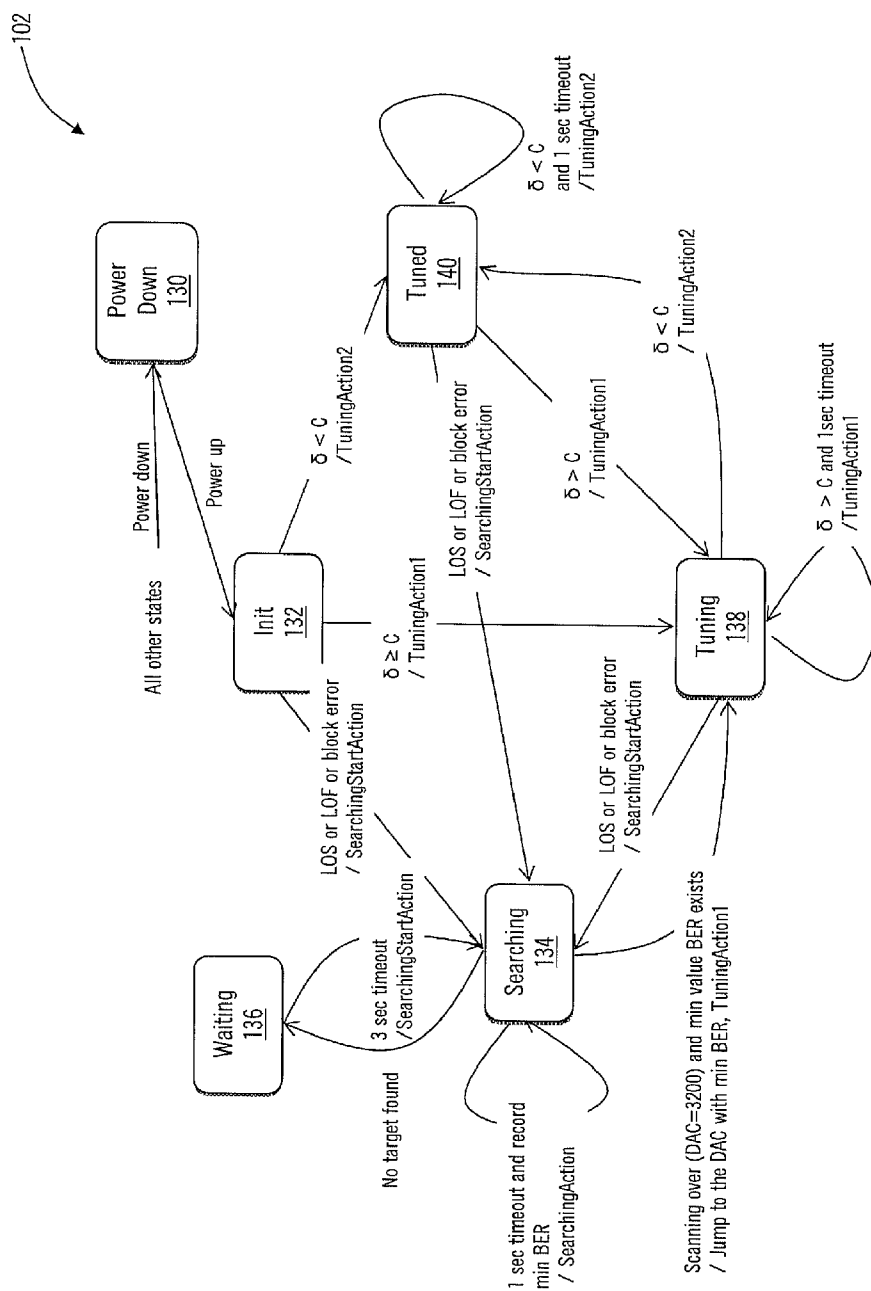 102
Power
Down
130
Power down
Power up
All other states
Init
132
δ < C
/TuningAction2
Tuned
140
δ < C
and 1 sec timeout
/TuningAction2
LOS or LOF or block error
/ SearchingStartAction
δ ≥ C
/ TuningAction1
LOS or LOF or block error
/ SearchingStartAction
δ > C
/ TuningAction1
δ < C
/ TuningAction2
Waiting
136
3 sec timeout
/SearchingStartAction
No target found
Searching
134
LOS or LOF or block error
/ SearchingStartAction
Tuning
138
δ > C and 1sec timeout
/TuningAction1
1 sec timeout and record
min BER
/ SearchingAction
Scanning over (DAC=3200) and min value BER exists
/ Jump to the DAC with min BER, TuningAction1